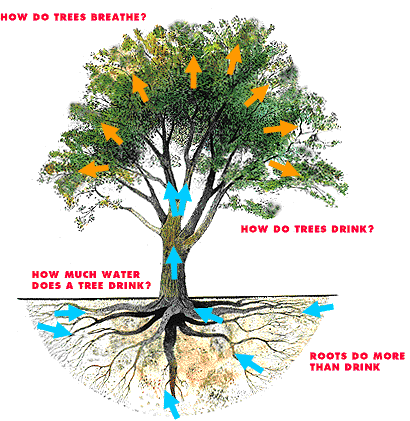 HOW DO TREES BREATHE?
HOW DO TREES DRINK?
HOW MUCH WATER
DOES A TREE DRINK?
ROOTS DO MORE
THAN DRINK